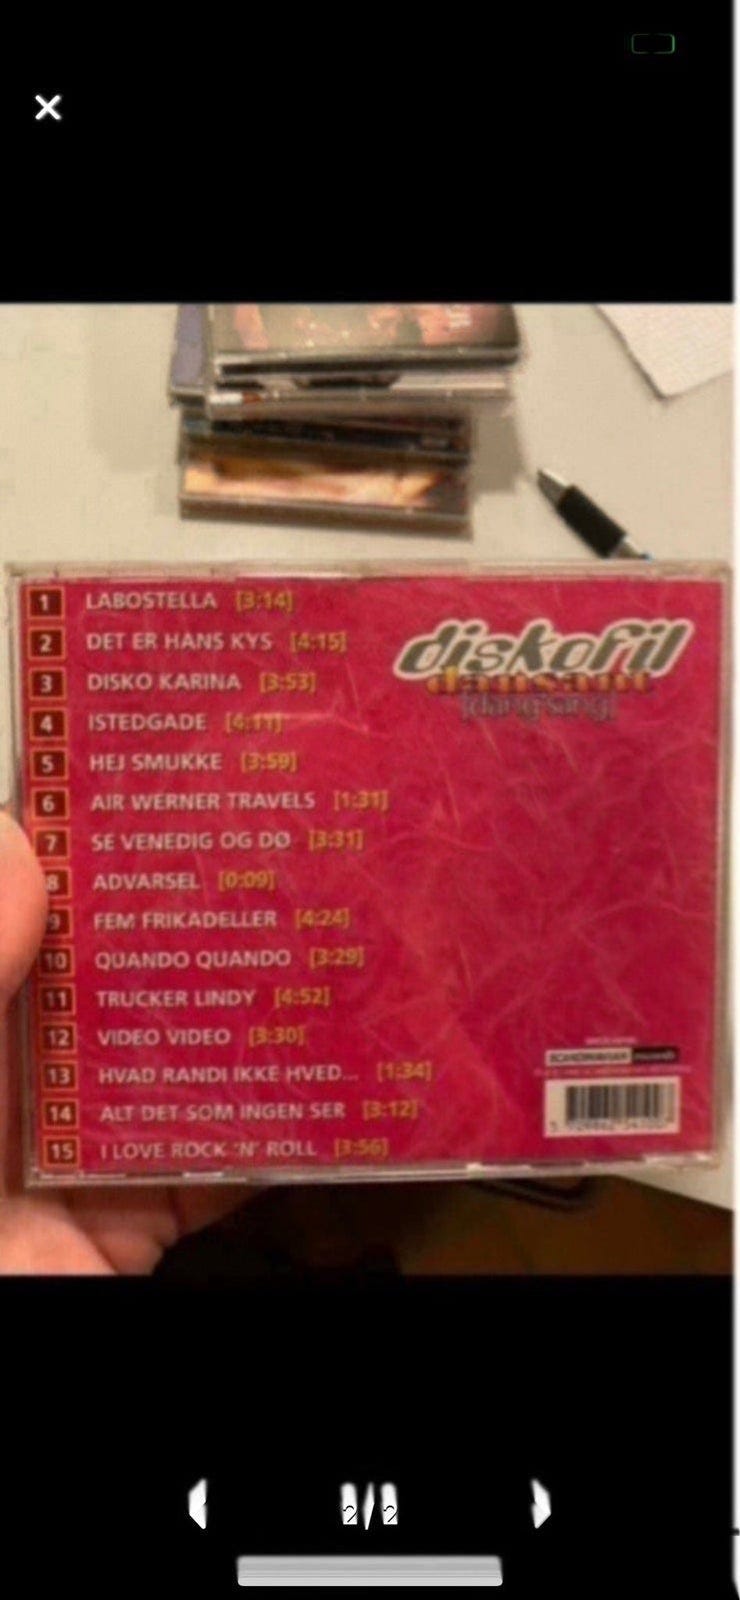 1 LABOSTELLA [3:14]
2 DET ER HANS KYS [4:15]
3 DISKO KARINA [3:53]
4 ISTEDGADE [4:11]
5 HEJ SMUKKE [3:59]
6 AIR WERNER TRAVELS [1:31]
7 SE VENEDIG OG DØ [3:31]
8 ADVARSEL [0:09]
9 FEM FRIKADELLER [4:24]
10 QUANDO QUANDO [3:29]
11 TRUCKER LINDY [4:52]
12 VIDEO VIDEO [3:30]
13 HVAD RANDI IKKE HVED... [1:34]
14 ALT DET SOM INGEN SER [3:12]
15 I LOVE ROCK 'N' ROLL [3:56]
diskofil
dansant
[dang'sang]
SCANDINAVIAN records
2/2